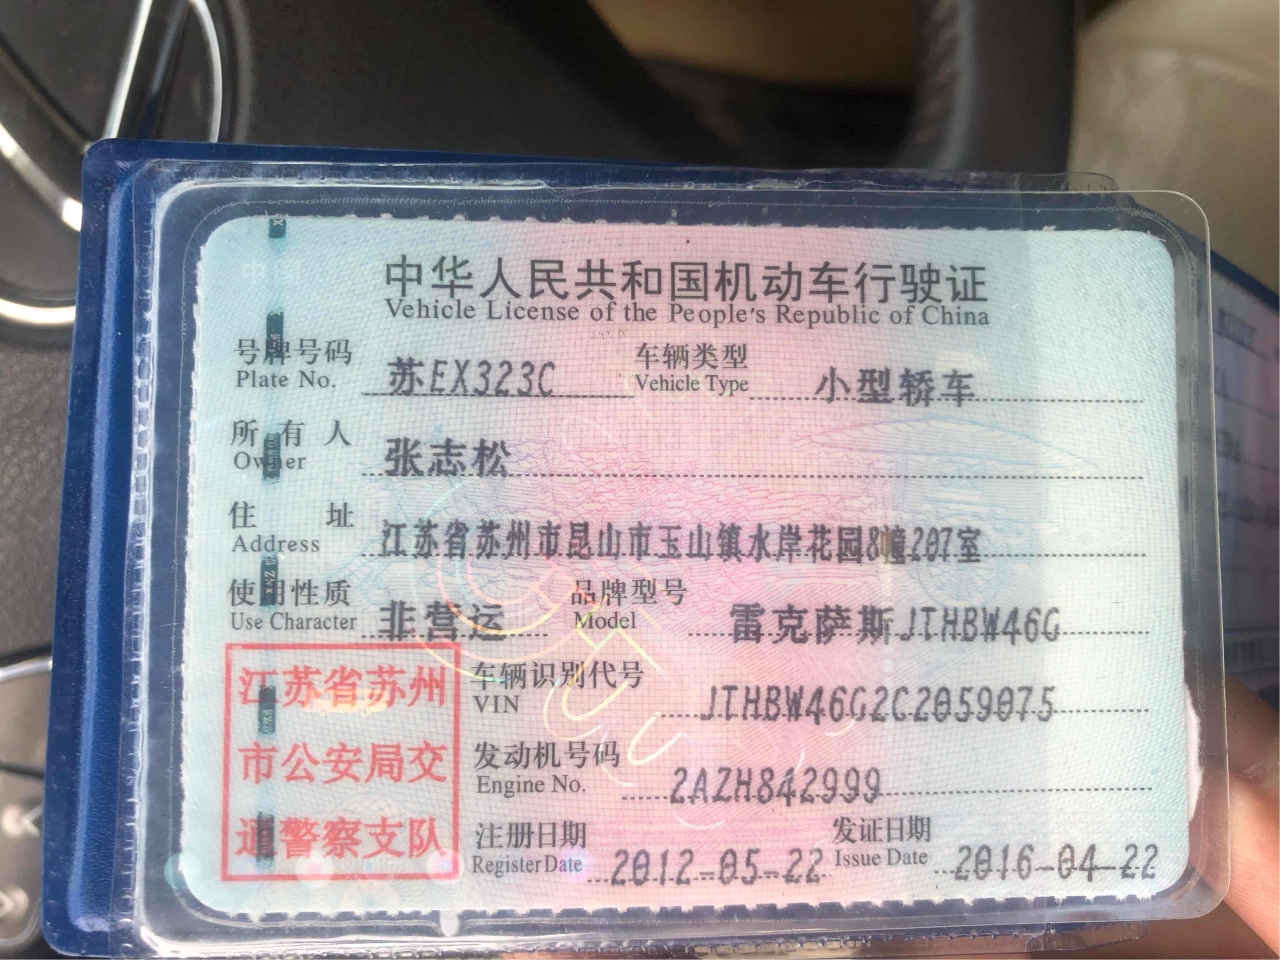 中华人民共和国机动车行驶证
Vehicle License of the People's Republic of China
号牌号码 苏EX323C 车辆类型 小型轿车
Plate No. Vehicle Type
所有人 张志松
Owner
住址 江苏省苏州市昆山市玉山镇水岸花园8幢207室
Address
使用性质 非营运 品牌型号 雷克萨斯JTHBW46G
Use Character Model
江苏省苏州
市公安局交
通警察支队
车辆识别代号 JTHBW46G2C2059075
VIN
发动机号码 2AZH842999
Engine No.
注册日期 2012-05-22 发证日期 2016-04-22
Register Date Issue Date